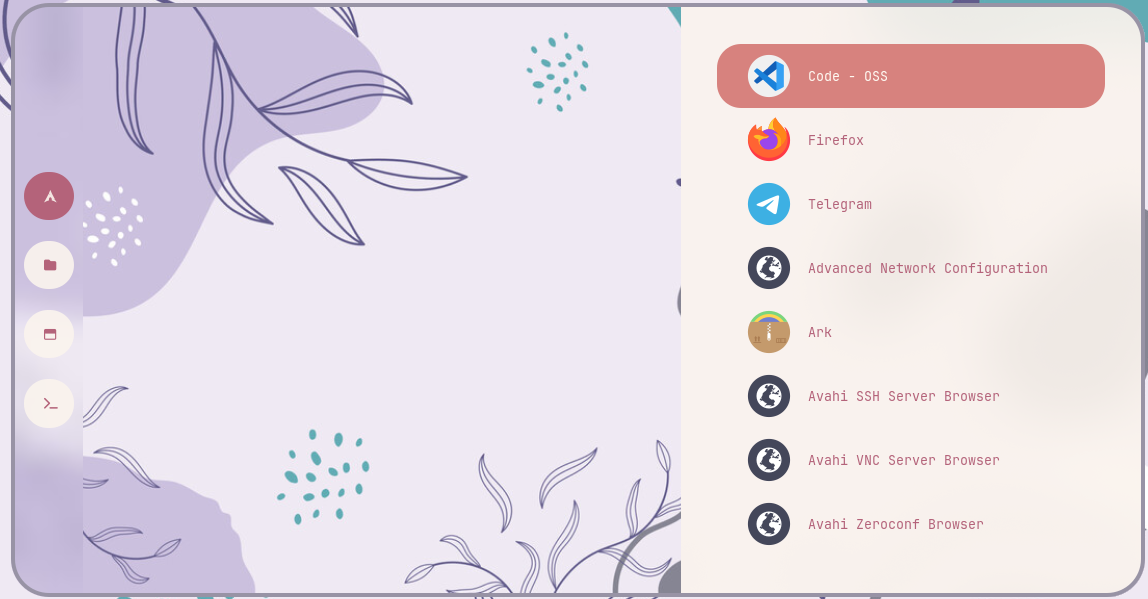 Code - OSS
Firefox
Telegram
Advanced Network Configuration
Ark
Avahi SSH Server Browser
Avahi VNC Server Browser
Avahi Zeroconf Browser